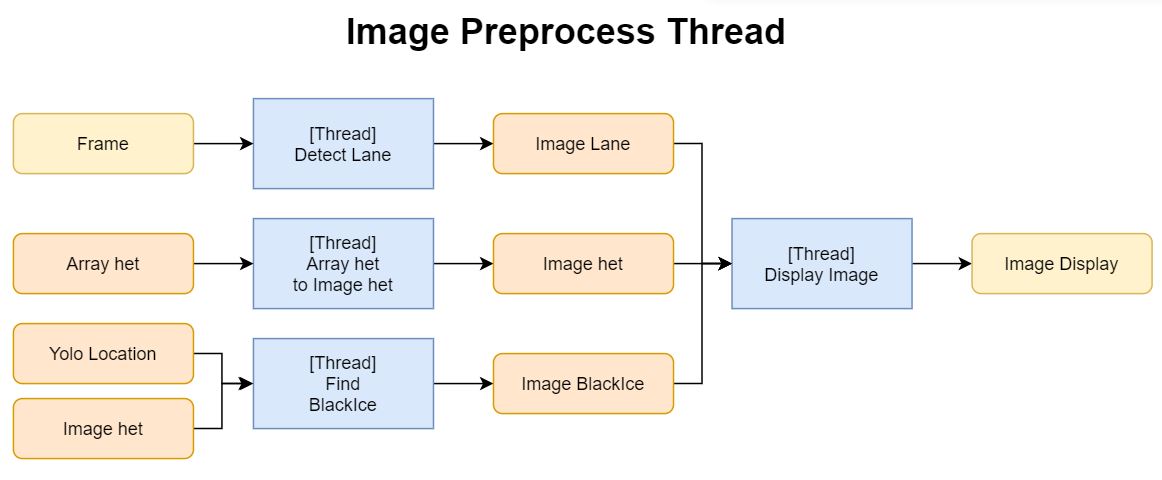 Image Preprocess Thread
Frame
[Thread]
Detect Lane
Image Lane
Array het
[Thread]
Array het
to Image het
Image het
[Thread]
Display Image
Image Display
Yolo Location
Image het
[Thread]
Find
BlackIce
Image BlackIce